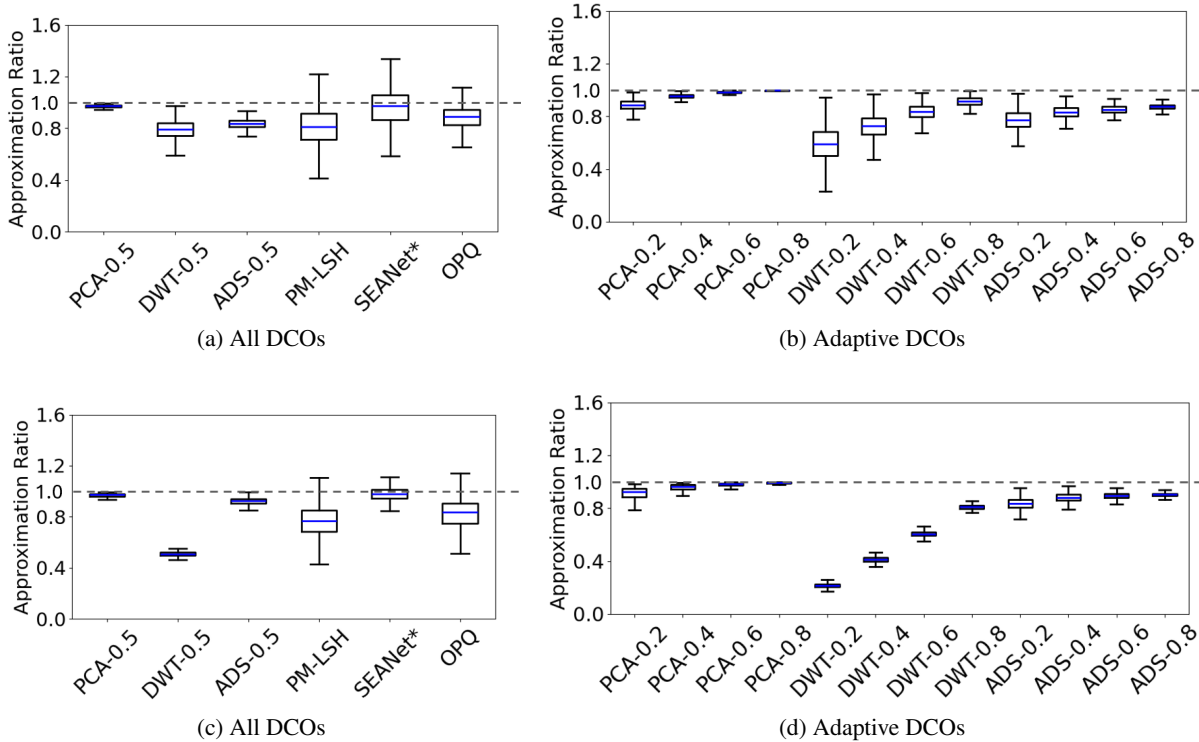 Approximation Ratio
1.6
1.2
1.0
0.8
0.4
0.0
PCA-0.5
DWT-0.5
ADS-0.5
PM-LSH
SEANet*
OPQ
(a) All DCOs
Approximation Ratio
1.6
1.2
1.0
0.8
0.4
0.0
PCA-0.2
PCA-0.4
PCA-0.6
PCA-0.8
DWT-0.2
DWT-0.4
DWT-0.6
DWT-0.8
ADS-0.2
ADS-0.4
ADS-0.6
ADS-0.8
(b) Adaptive DCOs
Approximation Ratio
1.6
1.2
1.0
0.8
0.4
0.0
PCA-0.5
DWT-0.5
ADS-0.5
PM-LSH
SEANet*
OPQ
(c) All DCOs
Approximation Ratio
1.6
1.2
1.0
0.8
0.4
0.0
PCA-0.2
PCA-0.4
PCA-0.6
PCA-0.8
DWT-0.2
DWT-0.4
DWT-0.6
DWT-0.8
ADS-0.2
ADS-0.4
ADS-0.6
ADS-0.8
(d) Adaptive DCOs